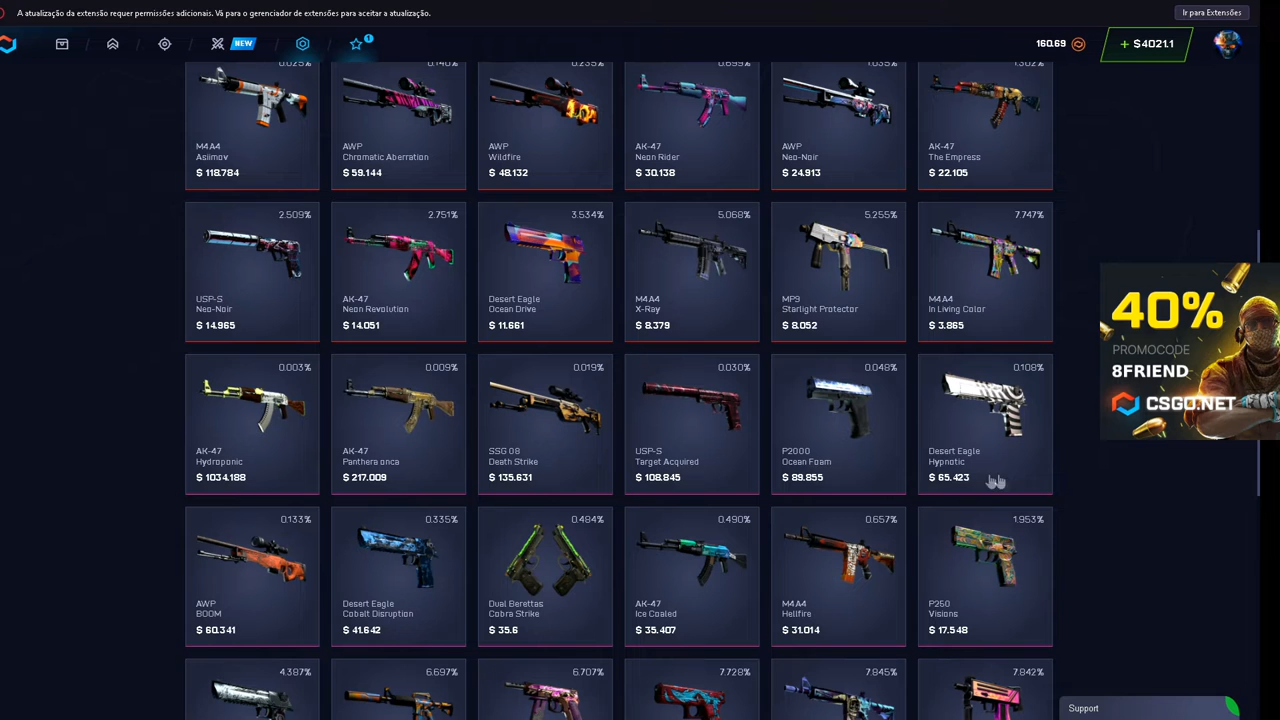 A atualização da extensão requer permissões adicionais. Vá para o gerenciador de extensões para aceitar a atualização.
Ir para Extensões
NEW
1
160.69
+ $4021.1
0.025%
0.140%
0.235%
0.699%
1.035%
1.302%
M4A4
Asiimov
$ 118.784
AWP
Chromatic Aberration
$ 59.144
AWP
Wildfire
$ 48.132
AK-47
Neon Rider
$ 30.138
AWP
Neo-Noir
$ 24.913
AK-47
The Empress
$ 22.105
2.509%
USP-S
Neo-Noir
$ 14.965
2.751%
AK-47
Neon Revolution
$ 14.051
3.534%
Desert Eagle
Ocean Drive
$ 11.661
5.068%
M4A4
X-Ray
$ 8.379
5.255%
MP9
Starlight Protector
$ 8.052
7.747%
M4A4
In Living Color
$ 3.865
0.003%
AK-47
Hydroponic
$ 1034.188
0.009%
AK-47
Panthera onca
$ 217.009
0.019%
SSG 08
Death Strike
$ 135.631
0.030%
USP-S
Target Acquired
$ 108.845
0.048%
P2000
Ocean Foam
$ 89.855
0.108%
Desert Eagle
Hypnotic
$ 65.423
0.133%
AWP
BOOM
$ 60.341
0.335%
Desert Eagle
Cobalt Disruption
$ 41.642
0.484%
Dual Berettas
Cobra Strike
$ 35.6
0.490%
AK-47
Ice Coaled
$ 35.407
0.657%
M4A4
Hellfire
$ 31.014
1.953%
P250
Visions
$ 17.548
4.387%
6.697%
6.707%
7.728%
7.845%
7.842%
40%
PROMOCODE
8FRIEND
CSGO.NET
Support